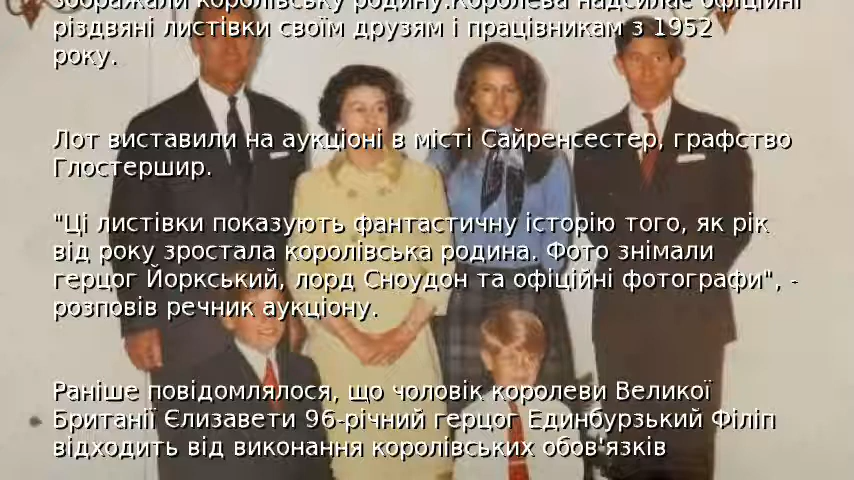 зображали королівську родину.Королева надсилає офіційні
різдвяні листівки своїм друзям і працівникам з 1952
року.
Лот виставили на аукціоні в місті Сайренсестер, графство
Глостершир.
"Ці листівки показують фантастичну історію того, як рік
від року зростала королівська родина. Фото знімали
герцог Йоркський, лорд Сноудон та офіційні фотографи", -
розповів речник аукціону.
Раніше повідомлялося, що чоловік королеви Великої
Британії Єлизавети 96-річний герцог Единбурзький Філіп
відходить від виконання королівських обов'язків